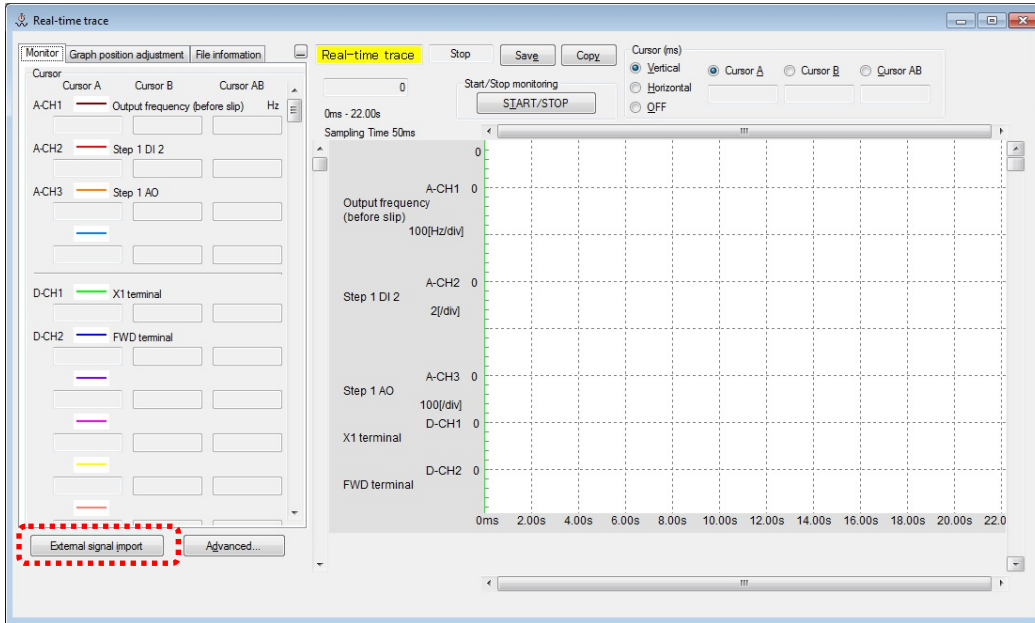 Real-time trace
Monitor Graph position adjustment File information
Cursor
Cursor A Cursor B Cursor AB
A-CH1 Output frequency (before slip) Hz
A-CH2 Step 1 DI 2
A-CH3 Step 1 AO
D-CH1 X1 terminal
D-CH2 FWD terminal
External signal import Advanced...
Real-time trace Stop Save Copy
0
0ms - 22.00s
Sampling Time 50ms
Start/Stop monitoring
START/STOP
Cursor (ms)
Vertical Cursor A Cursor B Cursor AB
Horizontal
OFF
0
A-CH1 0
Output frequency
(before slip)
100[Hz/div]
A-CH2 0
Step 1 DI 2
2[/div]
A-CH3 0
Step 1 AO
100[/div]
D-CH1 0
X1 terminal
D-CH2 0
FWD terminal
0ms 2.00s 4.00s 6.00s 8.00s 10.00s 12.00s 14.00s 16.00s 18.00s 20.00s 22.0